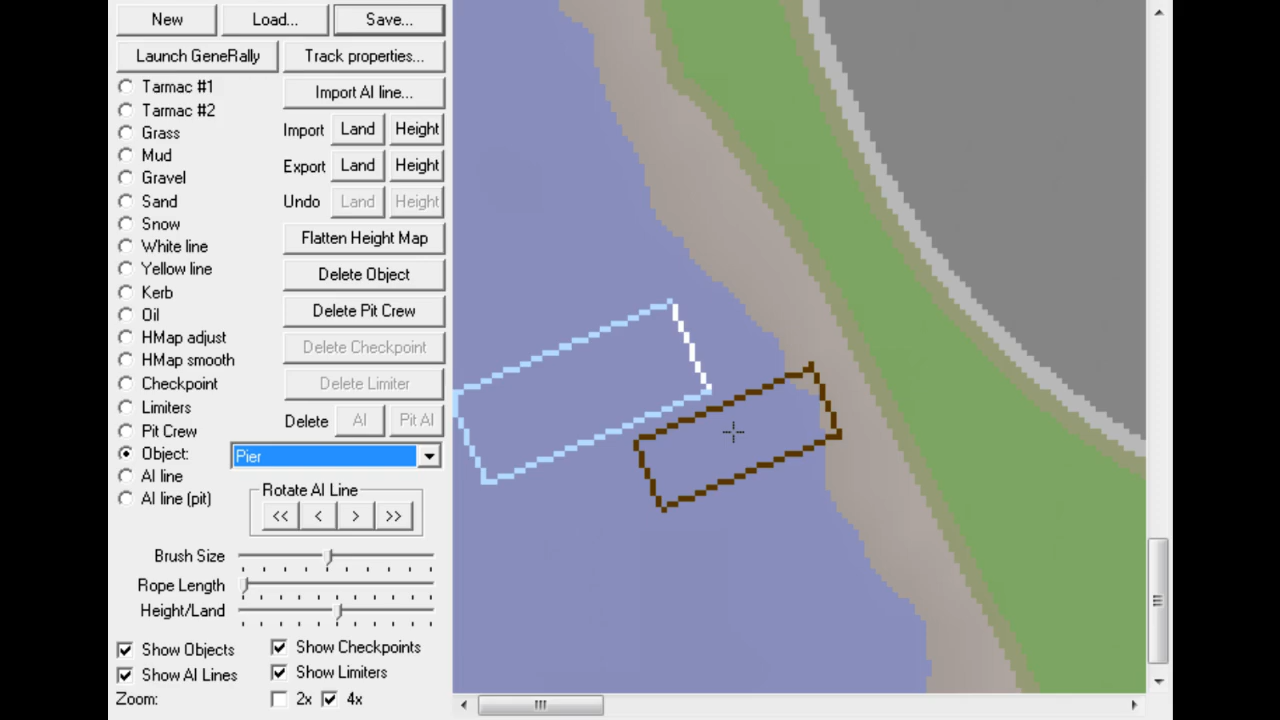 New Load... Save...
Launch GeneRally Track properties...
Tarmac #1 Import AI line...
Tarmac #2
Grass Import Land Height
Mud
Gravel Export Land Height
Sand Undo Land Height
Snow
White line Flatten Height Map
Yellow line Delete Object
Kerb
Oil Delete Pit Crew
HMap adjust Delete Checkpoint
HMap smooth
Checkpoint Delete Limiter
Limiters
Pit Crew Delete AI Pit AI
Object: Pier
AI line
AI line (pit) Rotate AI Line
<< < > >>
Brush Size
Rope Length
Height/Land
Show Objects Show Checkpoints
Show AI Lines Show Limiters
Zoom: 2x 4x